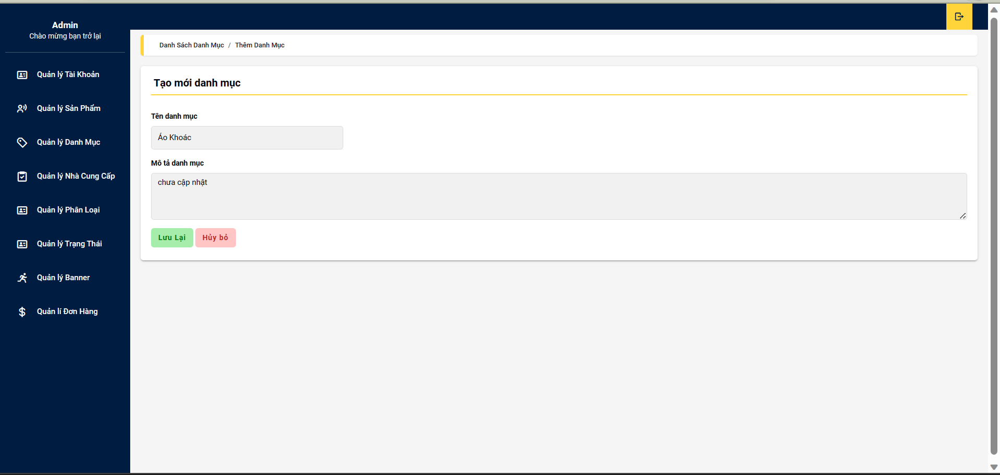 Admin
Chào mừng bạn trở lại
Quản lý Tài Khoản
Quản lý Sản Phẩm
Quản lý Danh Mục
Quản lý Nhà Cung Cấp
Quản lý Phân Loại
Quản lý Trạng Thái
Quản lý Banner
Quản lí Đơn Hàng
Danh Sách Danh Mục / Thêm Danh Mục
Tạo mới danh mục
Tên danh mục
Áo Khoác
Mô tả danh mục
chưa cập nhật
Lưu Lại Hủy bỏ